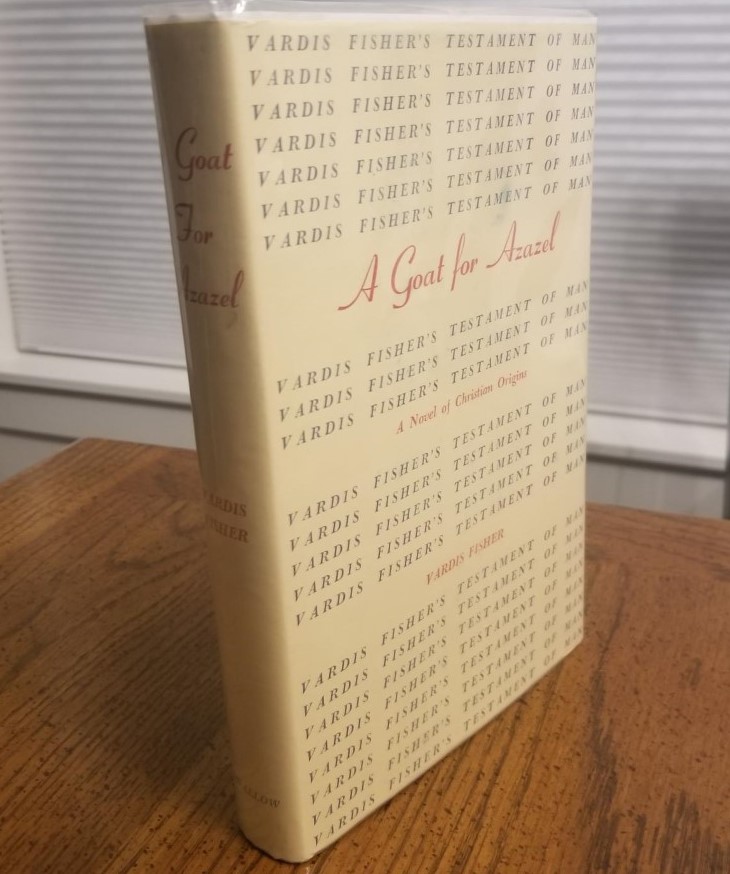 Goat
For
Azazel
VARDIS
FISHER
VARDIS FISHER'S TESTAMENT OF MAN
VARDIS FISHER'S TESTAMENT OF MAN
VARDIS FISHER'S TESTAMENT OF MAN
VARDIS FISHER'S TESTAMENT OF MAN
VARDIS FISHER'S TESTAMENT OF MAN
VARDIS FISHER'S TESTAMENT OF MAN
VARDIS FISHER'S TESTAMENT OF MAN
A Goat for Azazel
VARDIS FISHER'S TESTAMENT OF MAN
VARDIS FISHER'S TESTAMENT OF MAN
VARDIS FISHER'S TESTAMENT OF MAN
A Novel of Christian Origins
VARDIS FISHER'S TESTAMENT OF MAN
VARDIS FISHER'S TESTAMENT OF MAN
VARDIS FISHER'S TESTAMENT OF MAN
VARDIS FISHER'S TESTAMENT OF MAN
VARDIS FISHER'S TESTAMENT OF MAN
VARDIS FISHER
VARDIS FISHER'S TESTAMENT OF MAN
VARDIS FISHER'S TESTAMENT OF MAN
VARDIS FISHER'S TESTAMENT OF MAN
VARDIS FISHER'S TESTAMENT OF MAN
VARDIS FISHER'S TESTAMENT OF MAN
VARDIS FISHER'S TESTAMENT OF MAN
VARDIS FISHER'S TESTAMENT OF MAN
VARDIS FISHER'S TESTAMENT OF MAN